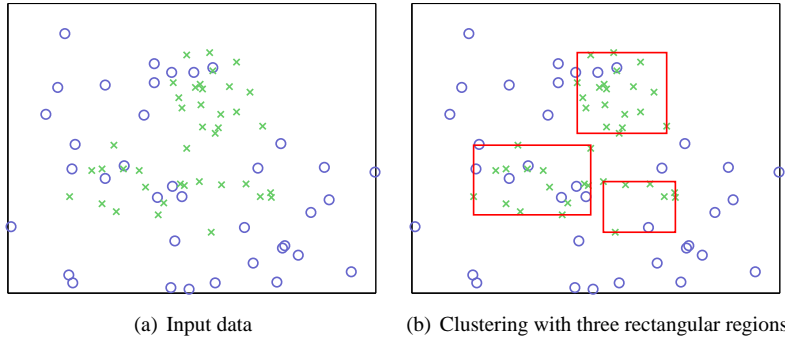 (a) Input data
(b) Clustering with three rectangular regions